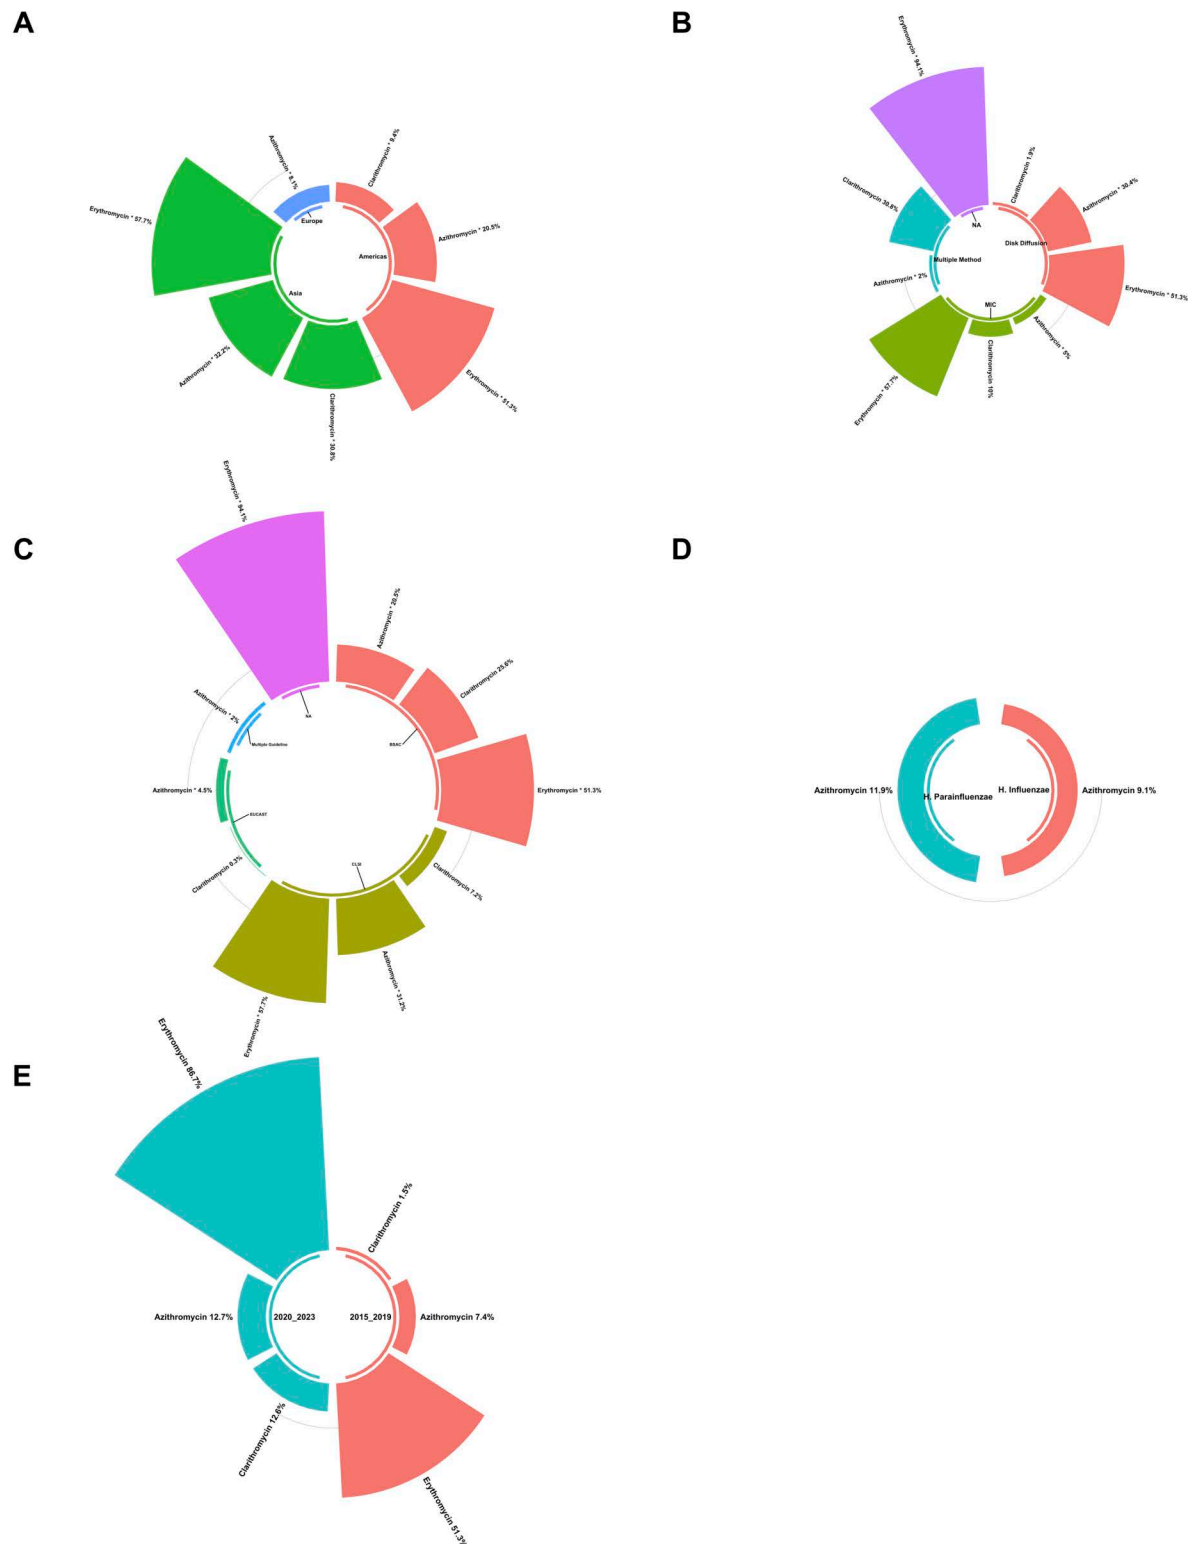 A
Azithromycin * 8.1%
Clarithromycin * 9.4%
Erythromycin * 57.7%
Europe
Azithromycin * 20.5%
Americas
Asia
Azithromycin * 32.2%
Clarithromycin * 30.8%
Erythromycin * 51.3%
B
Erythromycin * 94.1%
Clarithromycin 1.9%
Clarithromycin 30.8%
Azithromycin * 30.4%
NA
Disk Diffusion
Multiple Method
Azithromycin * 2%
Erythromycin * 51.3%
MIC
Azithromycin * 5%
Clarithromycin 10%
Erythromycin * 57.7%
C
Erythromycin * 94.1%
Azithromycin * 20.5%
Clarithromycin 25.6%
Azithromycin * 2%
NA
Multiple Guideline
BSAC
Azithromycin * 4.5%
Erythromycin * 51.3%
EUCAST
CLSI
Clarithromycin 0.3%
Clarithromycin 7.2%
Azithromycin * 31.2%
Erythromycin * 57.7%
D
Azithromycin 11.9%
H. Parainfluenzae
H. Influenzae
Azithromycin 9.1%
E
Erythromycin 86.7%
Clarithromycin 1.5%
Azithromycin 12.7%
2020_2023
2015_2019
Azithromycin 7.4%
Clarithromycin 12.6%
Erythromycin 51.3%